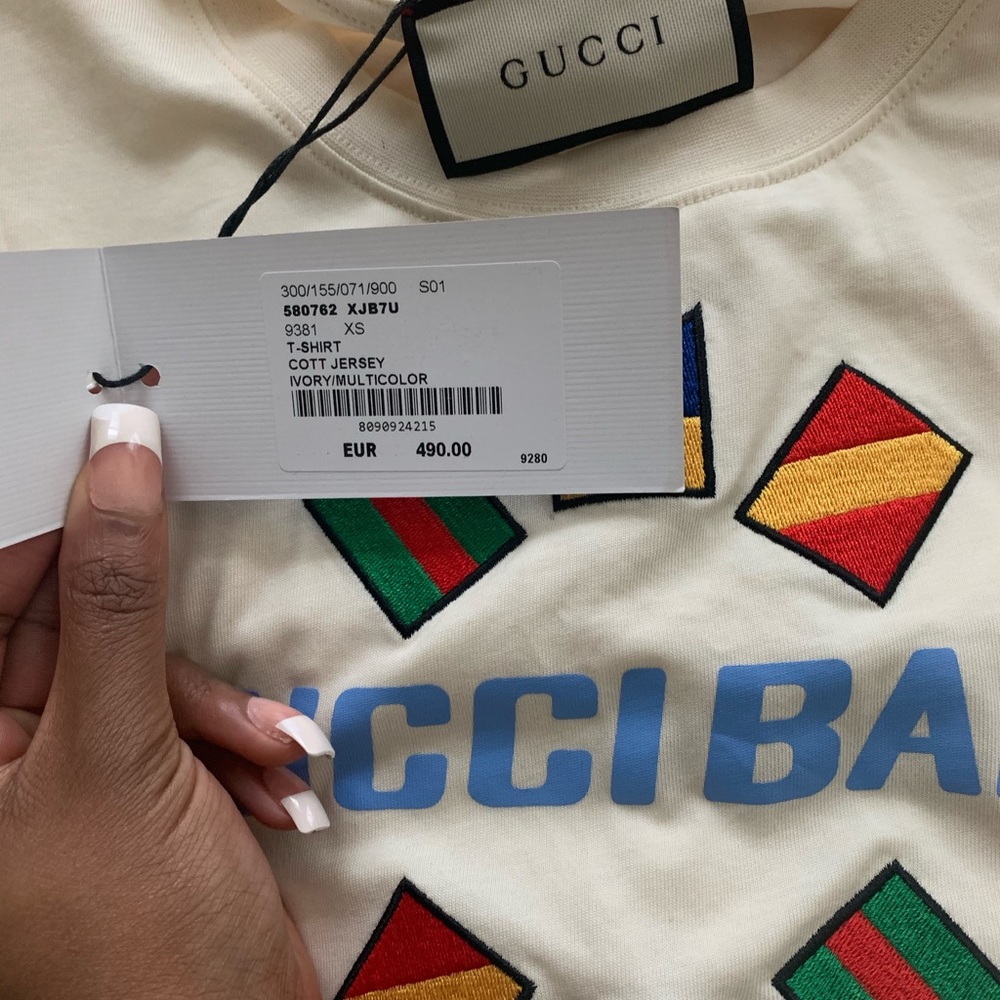 GUCCI
300/155/071/900 S01
580762 XJB7U
9381 XS
T-SHIRT
COTT JERSEY
IVORY/MULTICOLOR
8090924215
EUR 490.00
9280
UCCI BA